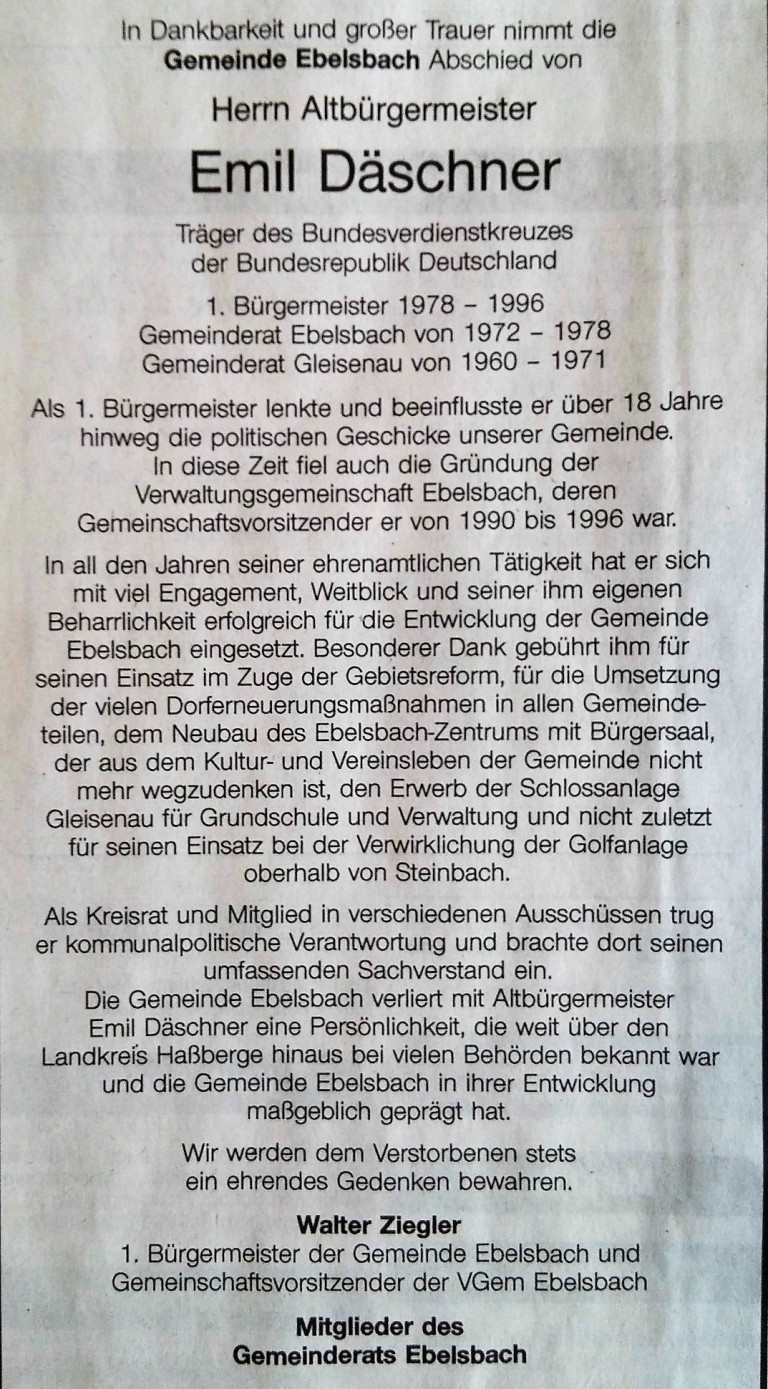 In Dankbarkeit und großer Trauer nimmt die
Gemeinde Ebelsbach Abschied von
Herrn Altbürgermeister
Emil Däschner
Träger des Bundesverdienstkreuzes
der Bundesrepublik Deutschland
1. Bürgermeister 1978 – 1996
Gemeinderat Ebelsbach von 1972 – 1978
Gemeinderat Gleisenau von 1960 – 1971
Als 1. Bürgermeister lenkte und beeinflusste er über 18 Jahre
hinweg die politischen Geschicke unserer Gemeinde.
In diese Zeit fiel auch die Gründung der
Verwaltungsgemeinschaft Ebelsbach, deren
Gemeinschaftsvorsitzender er von 1990 bis 1996 war.
In all den Jahren seiner ehrenamtlichen Tätigkeit hat er sich
mit viel Engagement, Weitblick und seiner ihm eigenen
Beharrlichkeit erfolgreich für die Entwicklung der Gemeinde
Ebelsbach eingesetzt. Besonderer Dank gebührt ihm für
seinen Einsatz im Zuge der Gebietsreform, für die Umsetzung
der vielen Dorferneuerungsmaßnahmen in allen Gemeinde-
teilen, dem Neubau des Ebelsbach-Zentrums mit Bürgersaal,
der aus dem Kultur- und Vereinsleben der Gemeinde nicht
mehr wegzudenken ist, den Erwerb der Schlossanlage
Gleisenau für Grundschule und Verwaltung und nicht zuletzt
für seinen Einsatz bei der Verwirklichung der Golfanlage
oberhalb von Steinbach.
Als Kreisrat und Mitglied in verschiedenen Ausschüssen trug
er kommunalpolitische Verantwortung und brachte dort seinen
umfassenden Sachverstand ein.
Die Gemeinde Ebelsbach verliert mit Altbürgermeister
Emil Däschner eine Persönlichkeit, die weit über den
Landkreis Haßberge hinaus bei vielen Behörden bekannt war
und die Gemeinde Ebelsbach in ihrer Entwicklung
maßgeblich geprägt hat.
Wir werden dem Verstorbenen stets
ein ehrendes Gedenken bewahren.
Walter Ziegler
1. Bürgermeister der Gemeinde Ebelsbach und
Gemeinschaftsvorsitzender der VGem Ebelsbach
Mitglieder des
Gemeinderats Ebelsbach